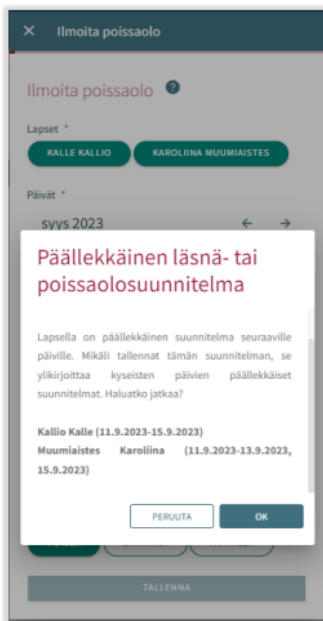 × Ilmoita poissaolo
Ilmoita poissaolo ?
Lapset *
KALLE KALLIO KAROLIINA MUUMIAISTES
Päivät *
syys 2023 ← →
Päällekkäinen läsnä- tai
poissaolosuunnitelma
Lapsella on päällekkäinen suunnitelma seuraaville
päiville. Mikäli tallennat tämän suunnitelman, se
ylikirjoittaa kyseisten päivien päällekkäiset
suunnitelmat. Haluatko jatkaa?
Kallio Kalle (11.9.2023-15.9.2023)
Muumiaistes Karoliina (11.9.2023-13.9.2023,
15.9.2023)
PERUUTA OK
TALLENNA